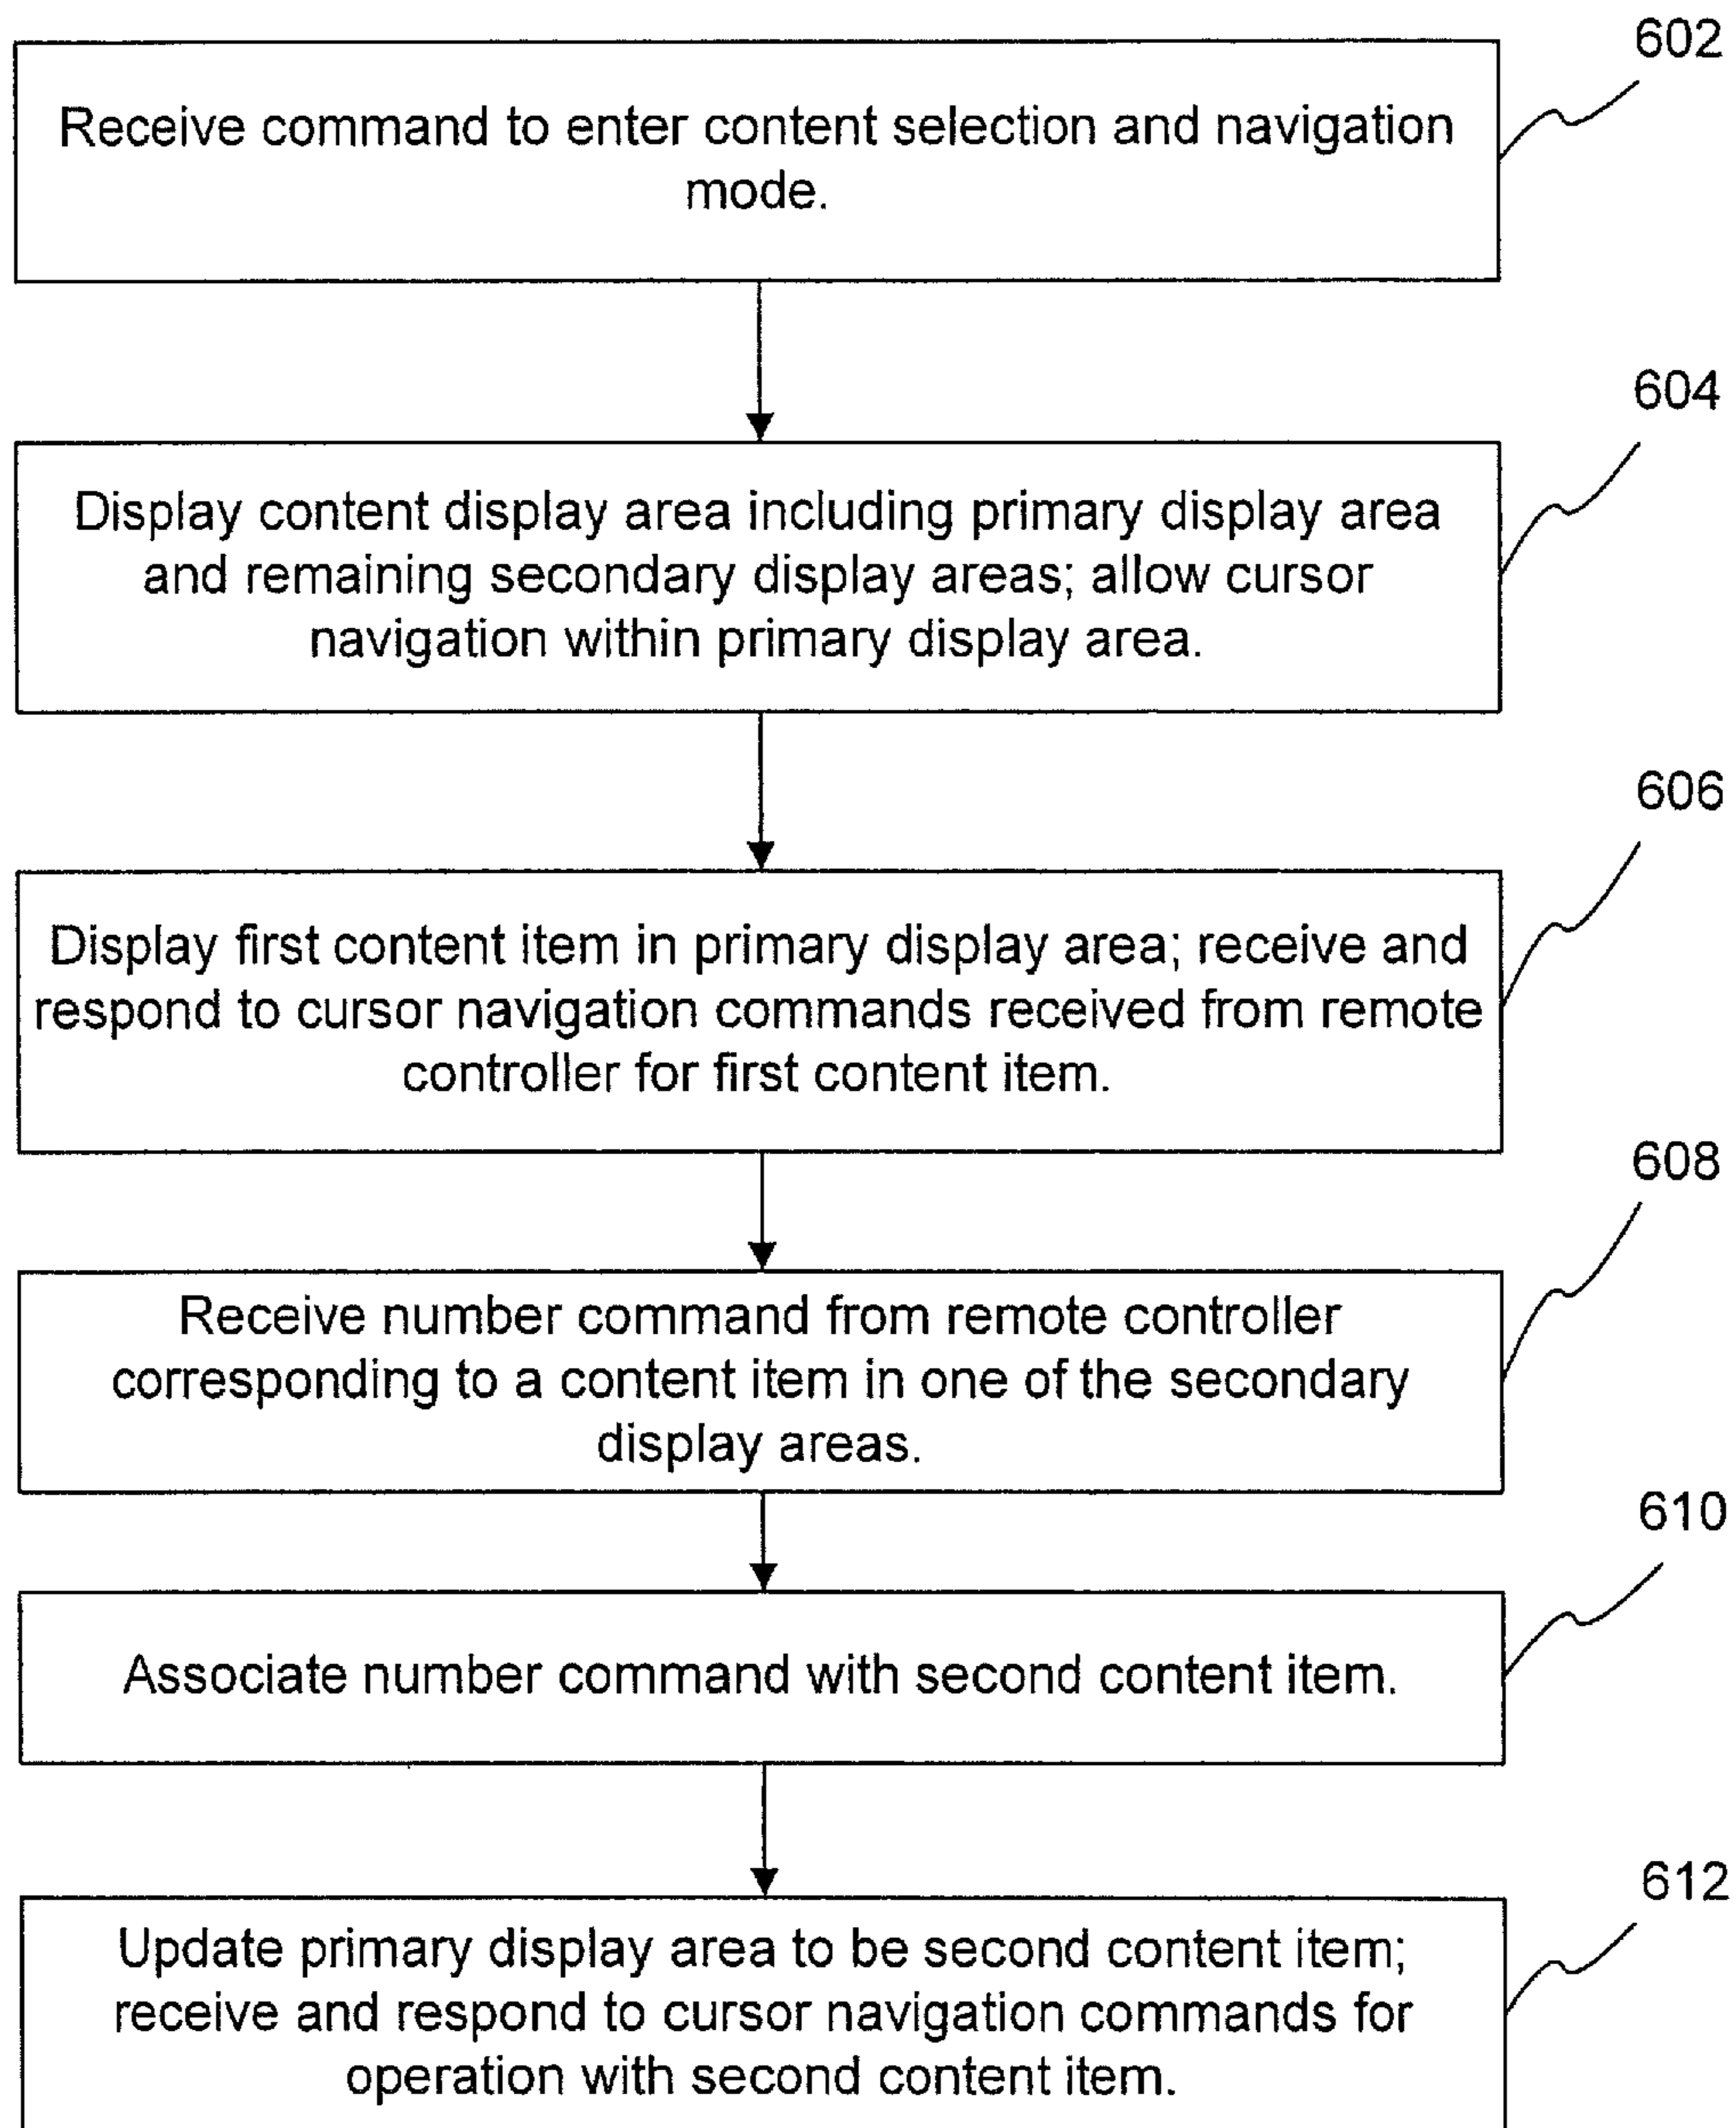 602
Receive command to enter content selection and navigation
mode.
604
Display content display area including primary display area
and remaining secondary display areas; allow cursor
navigation within primary display area.
606
Display first content item in primary display area; receive and
respond to cursor navigation commands received from remote
controller for first content item.
608
Receive number command from remote controller
corresponding to a content item in one of the secondary
display areas.
610
Associate number command with second content item.
612
Update primary display area to be second content item;
receive and respond to cursor navigation commands for
operation with second content item.